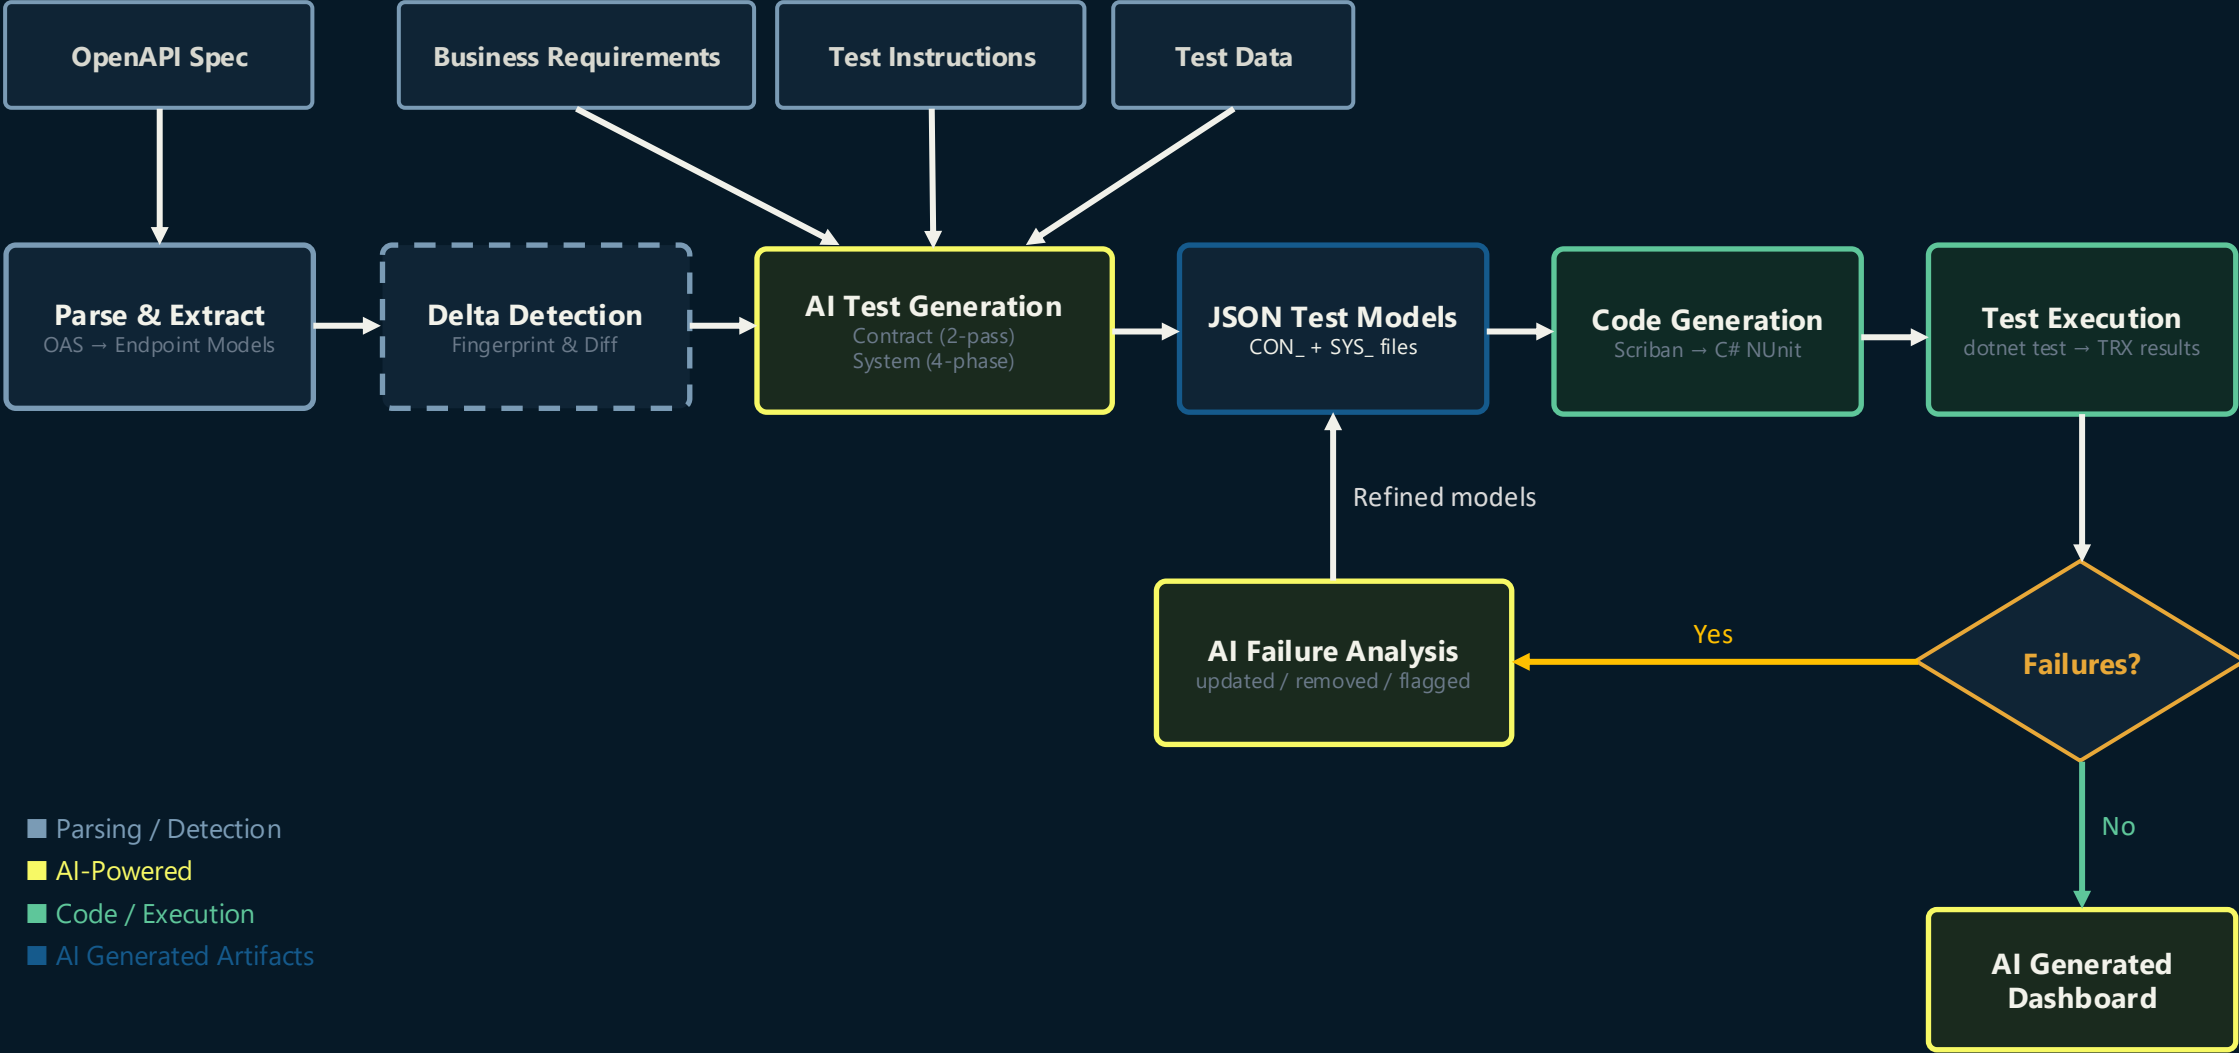 OpenAPI Spec
Business Requirements
Test Instructions
Test Data
Parse & Extract
OAS → Endpoint Models
Delta Detection
Fingerprint & Diff
AI Test Generation
Contract (2-pass)
System (4-phase)
JSON Test Models
CON_ + SYS_ files
Code Generation
Scriban → C# NUnit
Test Execution
dotnet test → TRX results
Refined models
AI Failure Analysis
updated / removed / flagged
Yes
Failures?
No
Parsing / Detection
AI-Powered
Code / Execution
AI Generated Artifacts
AI Generated
Dashboard